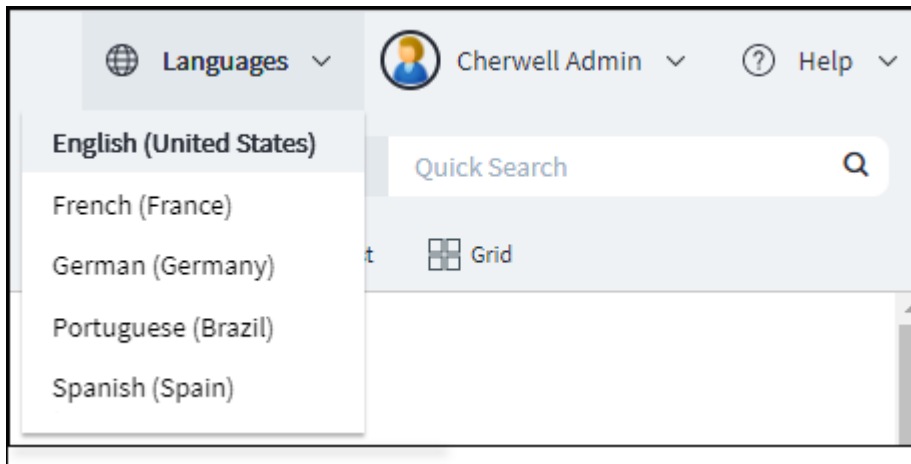 Languages Cherwell Admin ? Help
English (United States)
Quick Search
French (France)
German (Germany)
t Grid
Portuguese (Brazil)
Spanish (Spain)